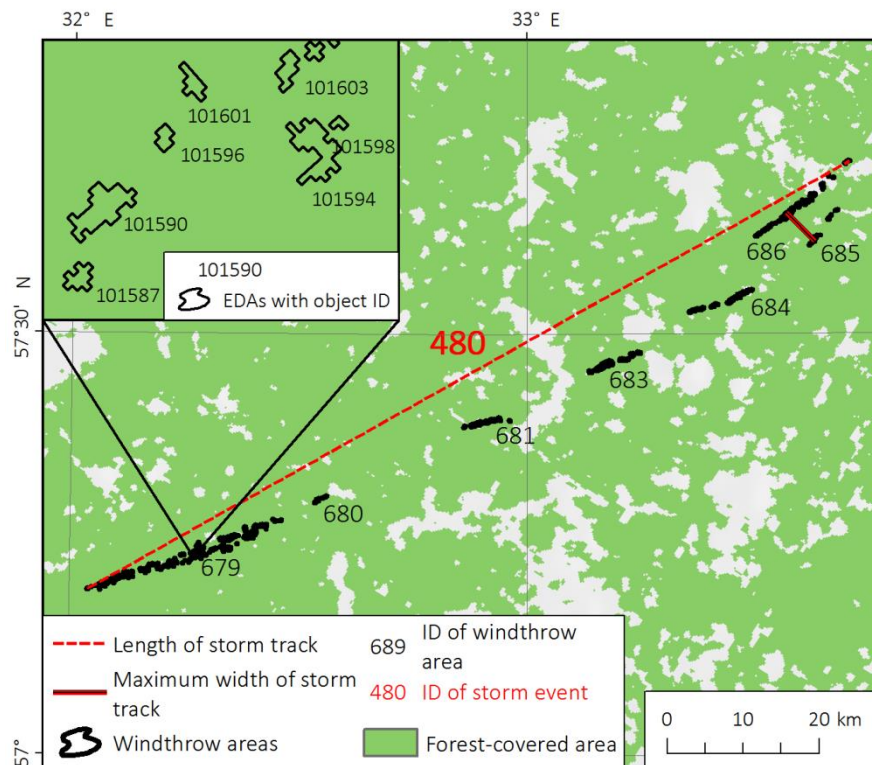 32° E
33° E
101603
101601
101596
101598
101594
101590
101587
101590
EDAs with object ID
57°30' N
57°
480
686
685
684
683
681
680
679
Length of storm track
Maximum width of storm
track
Windthrow areas
689
ID of windthrow
area
480
ID of storm event
Forest-covered area
0 10 20 km